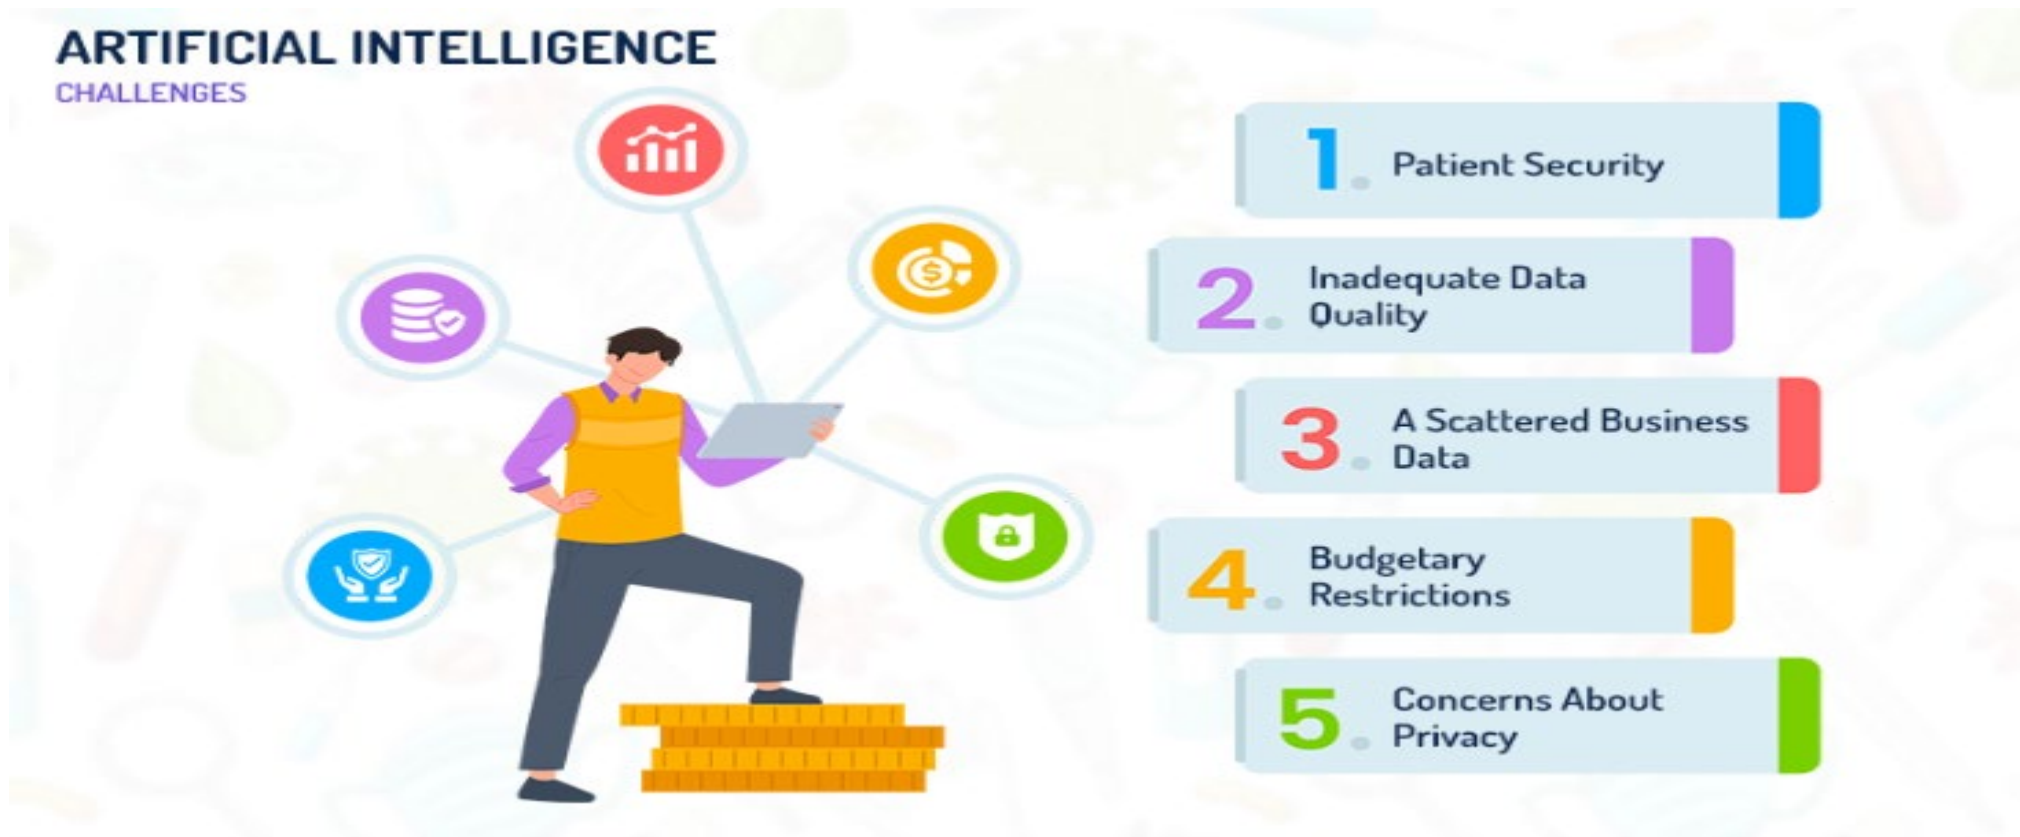 ARTIFICIAL INTELLIGENCE
CHALLENGES
1. Patient Security
2. Inadequate Data
Quality
3. A Scattered Business
Data
4. Budgetary
Restrictions
5. Concerns About
Privacy